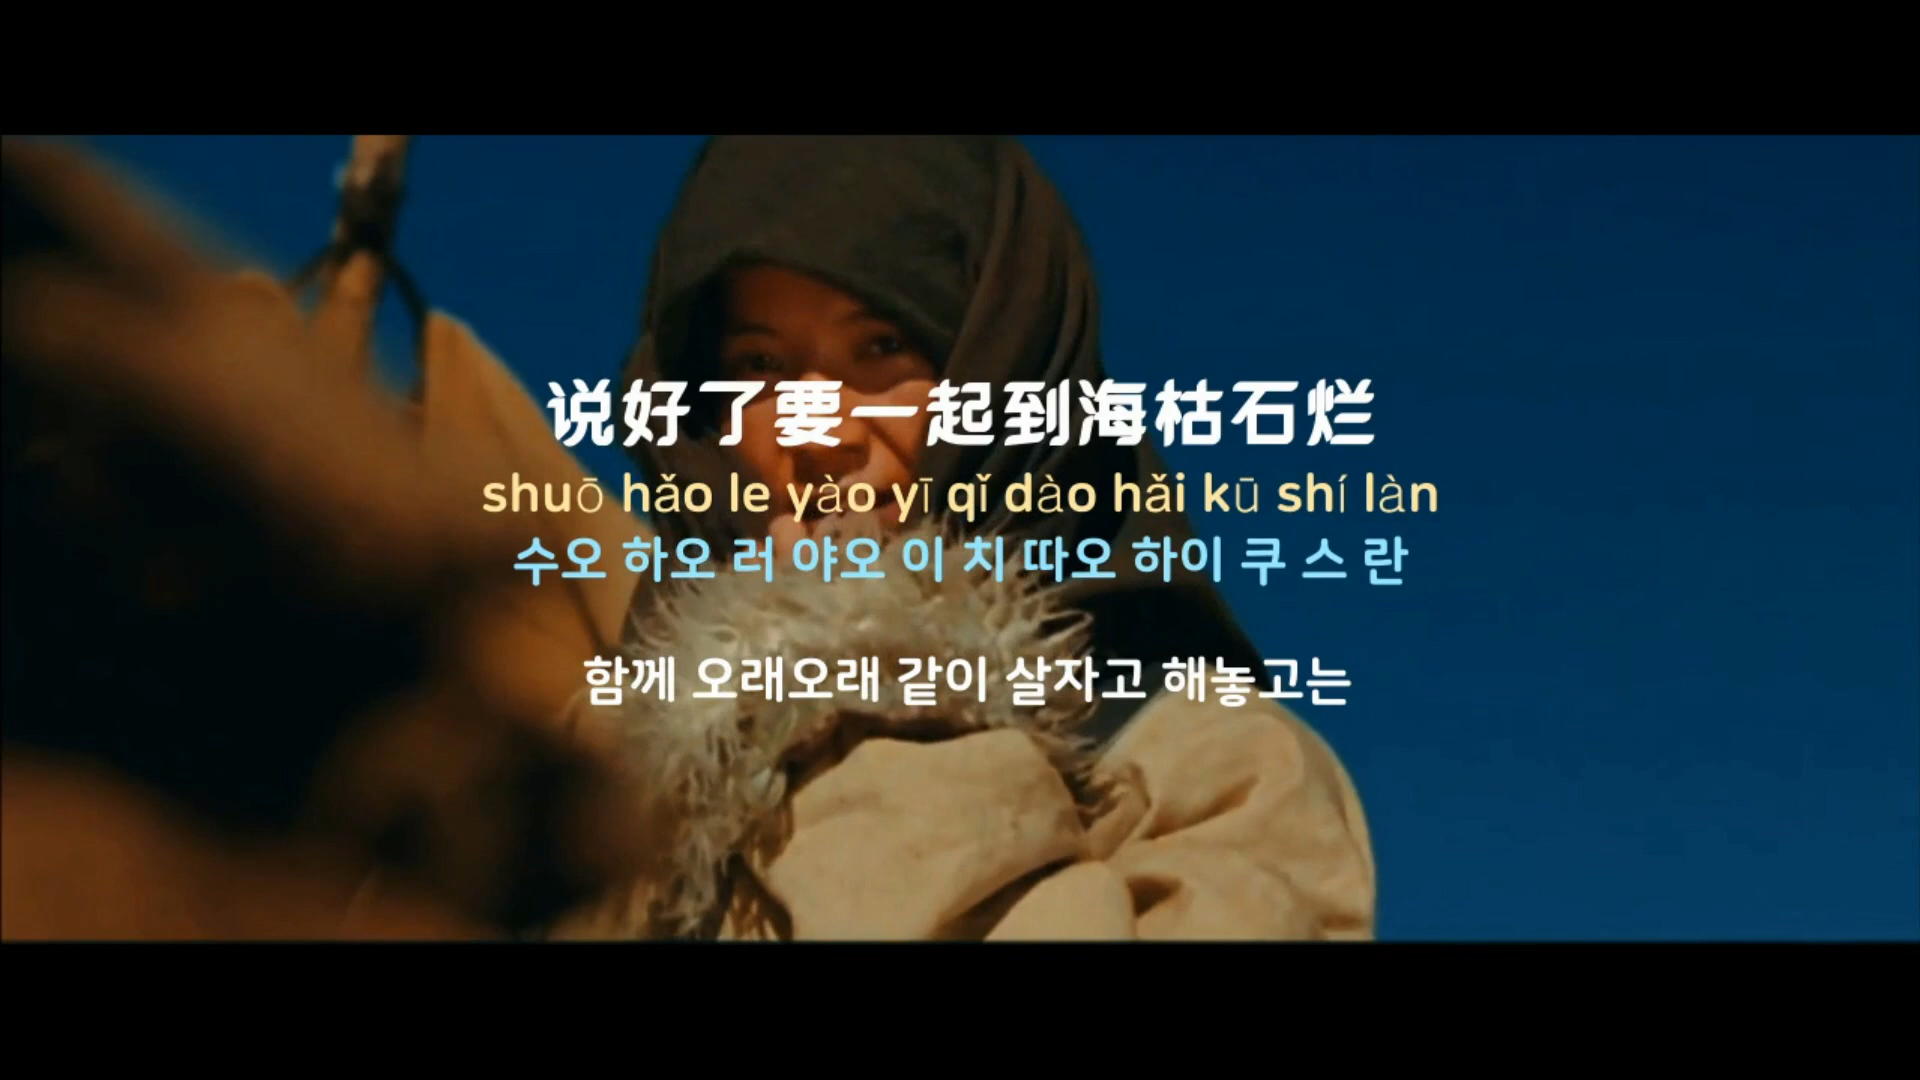 说好了要一起到海枯石烂
shuō hǎo le yào yī qǐ dào hǎi kū shí làn
수오 하오 러 야오 이 치 따오 하이 쿠 스 란
함께 오래오래 같이 살자고 해놓고는